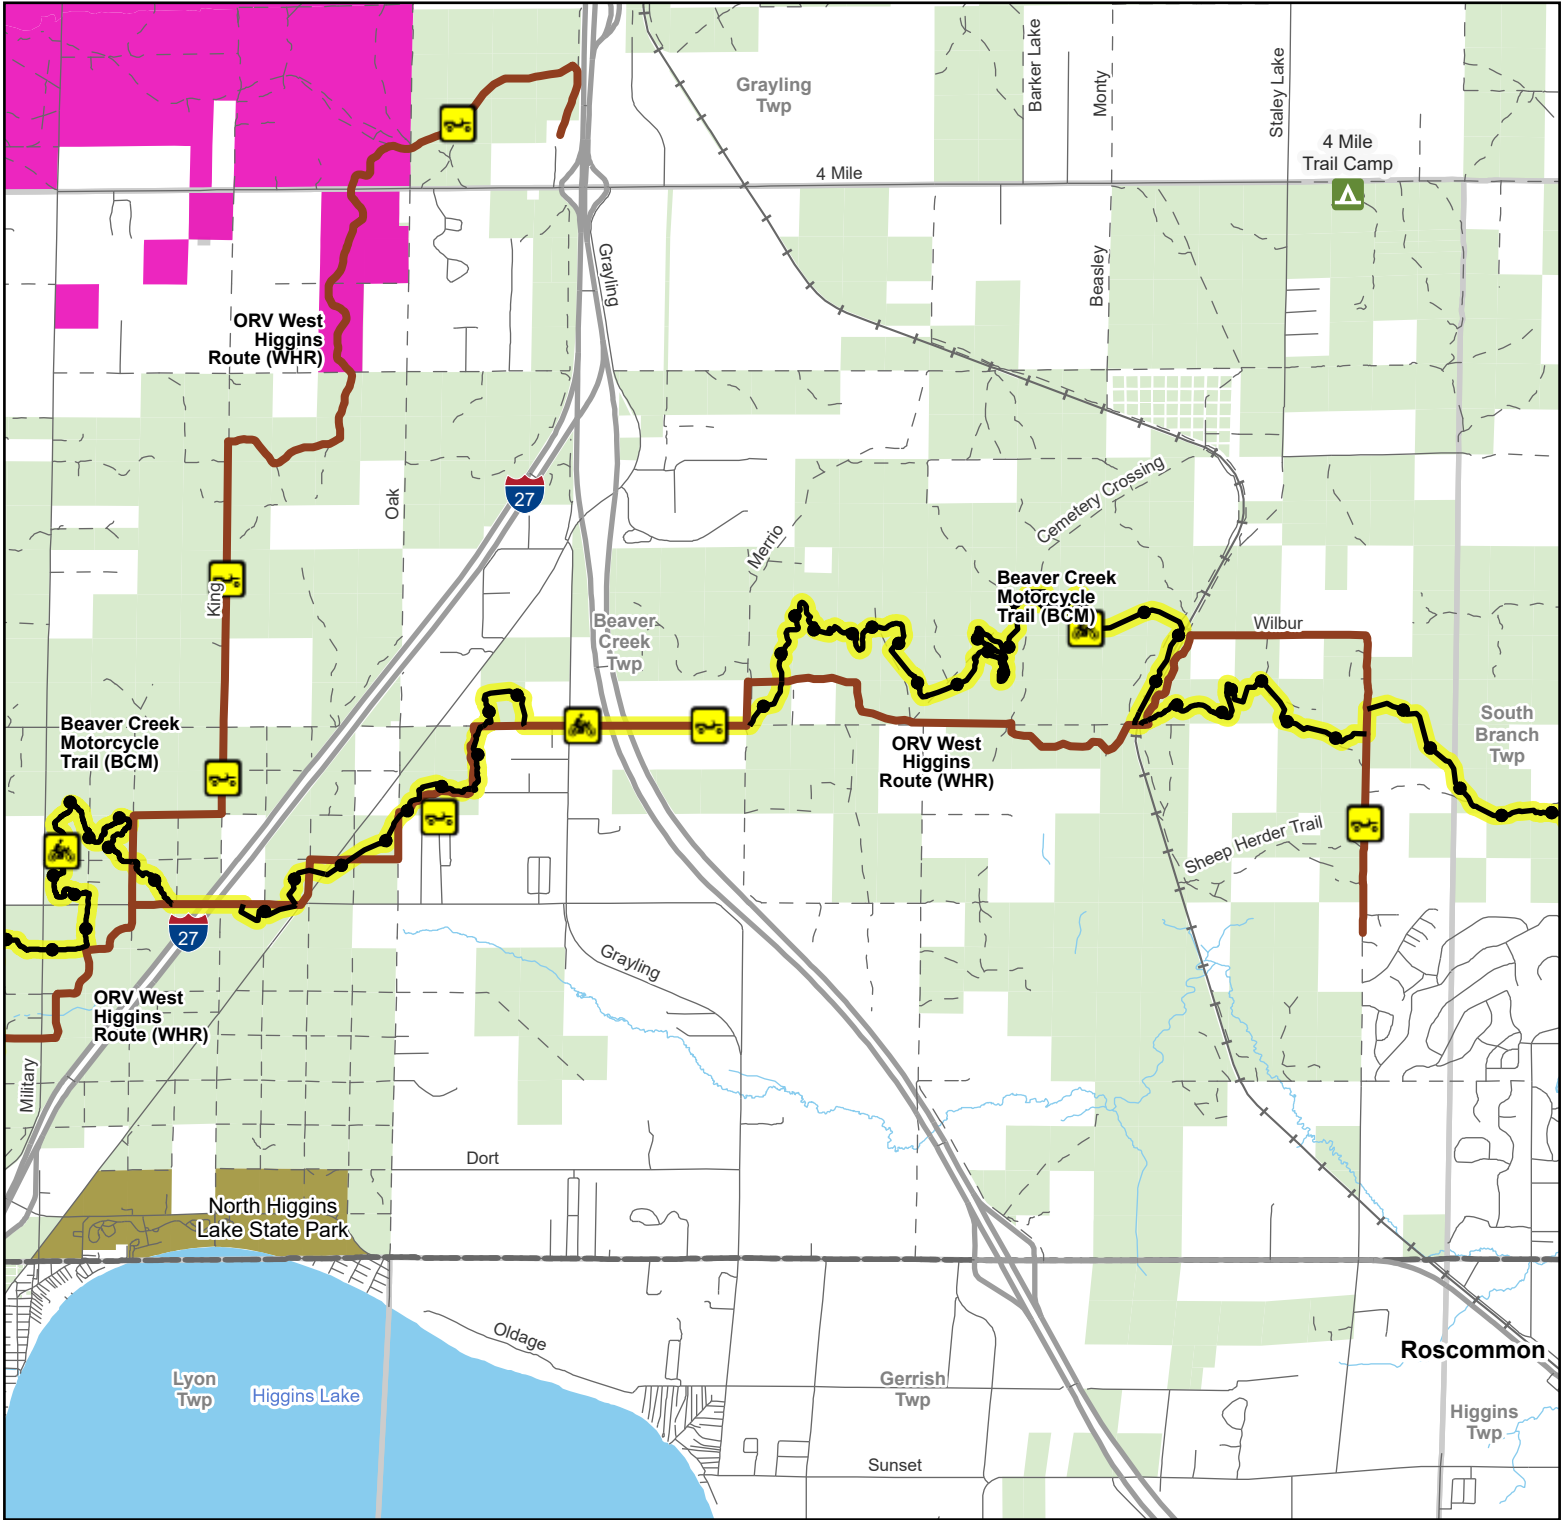 Barker Lake
Monty
Staley Lake
Grayling
Twp
4 Mile
Trail Camp
4 Mile
Grayling
Beasley
ORV West
Higgins
Route (WHR)
Oak
27
Cemetery Crossing
Merrio
King
Beaver Creek
Motorcycle
Trail (BCM)
Beaver
Creek
Twp
Wilbur
Beaver Creek
Motorcycle
Trail (BCM)
ORV West
Higgins
Route (WHR)
South
Branch
Twp
Sheep Herder Trail
27
Grayling
ORV West
Higgins
Route (WHR)
Military
Dort
North Higgins
Lake State Park
Oldage
Roscommon
Lyon
Twp
Higgins Lake
Gerrish
Twp
Higgins
Twp
Sunset